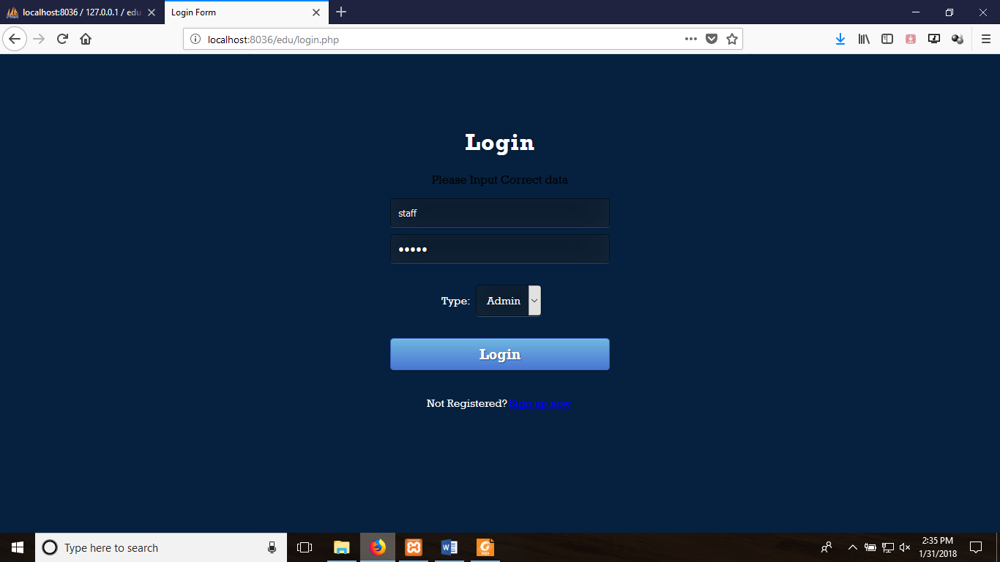 localhost:8036 / 127.0.0.1 / edu
Login Form
localhost:8036/edu/login.php
Login
Please Input Correct data
staff
•••••
Type: Admin
Login
Not Registered? Sign up now
Type here to search
2:35 PM
1/31/2018